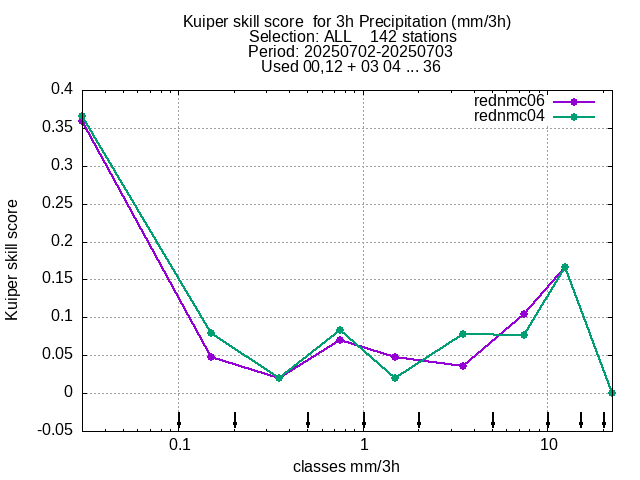 Kuiper skill score  for 3h Precipitation (mm/3h)
Selection: ALL    142 stations
Period: 20250702-20250703
Used 00,12 + 03 04 ... 36
rednmc06
rednmc04
0.4
0.35
0.3
0.25
0.2
0.15
0.1
0.05
0
-0.05
Kuiper skill score
0.1
1
10
classes mm/3h